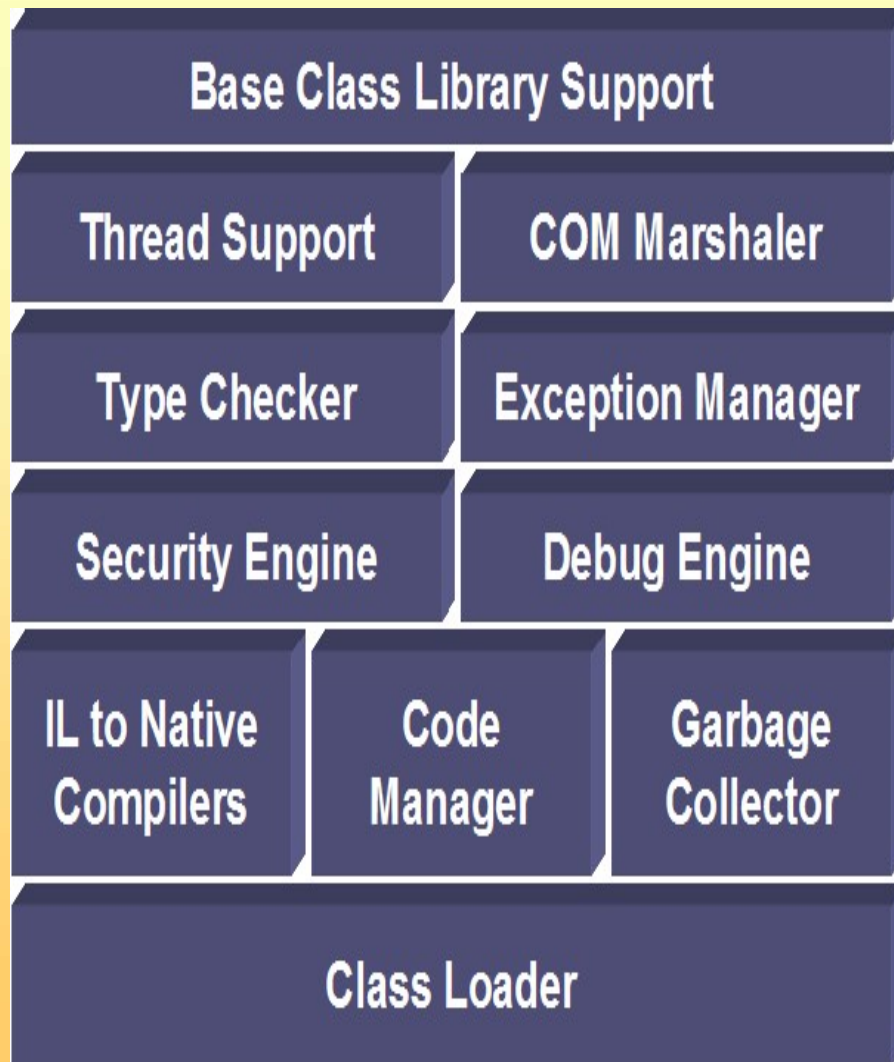 Base Class Library Support
Thread Support
COM Marshaler
Type Checker
Exception Manager
Security Engine
Debug Engine
IL to Native
Compilers
Code
Manager
Garbage
Collector
Class Loader